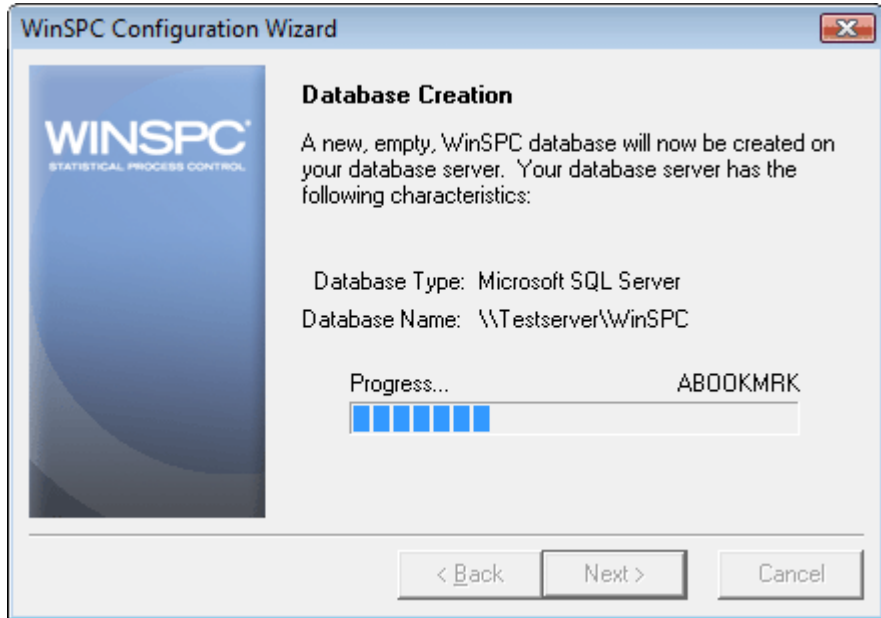 WinSPC Configuration Wizard
WINSPC
STATISTICAL PROCESS CONTROL
Database Creation
A new, empty, WinSPC database will now be created on
your database server.  Your database server has the
following characteristics:
Database Type: Microsoft SQL Server
Database Name: \\Testserver\WinSPC
Progress... ABOOKMRK
< Back Next > Cancel